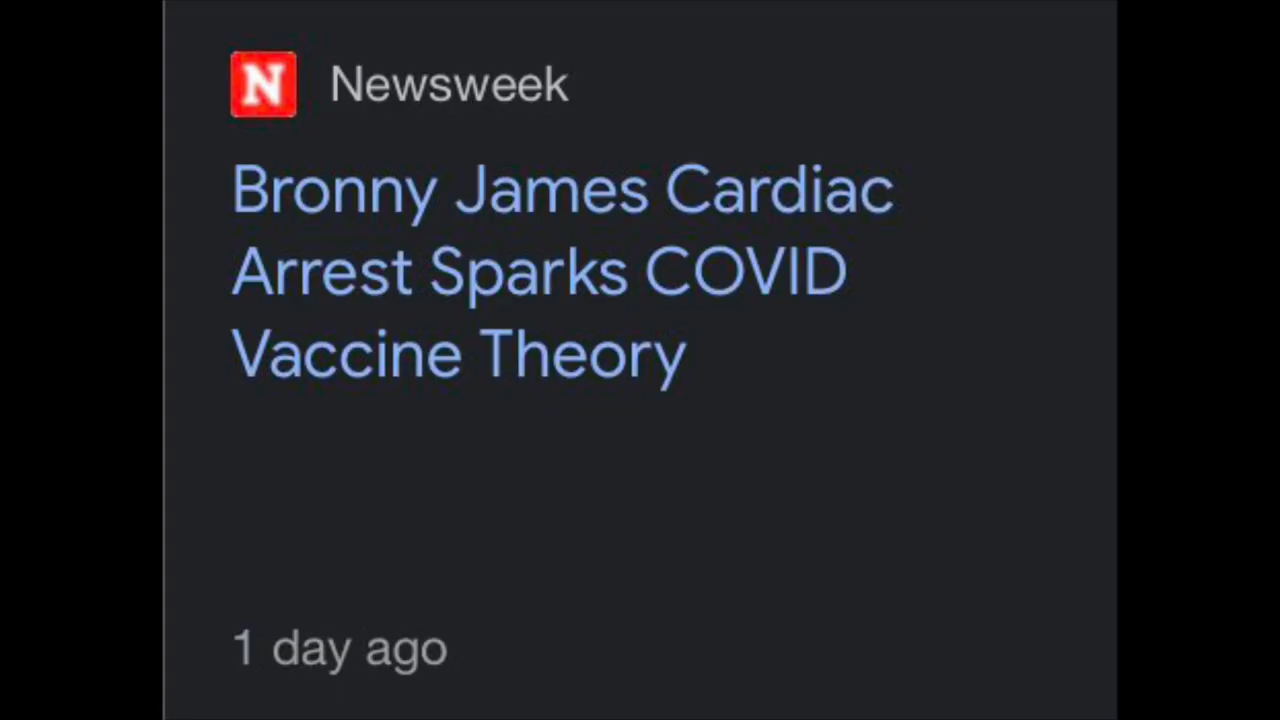 N Newsweek
Bronny James Cardiac
Arrest Sparks COVID
Vaccine Theory
1 day ago